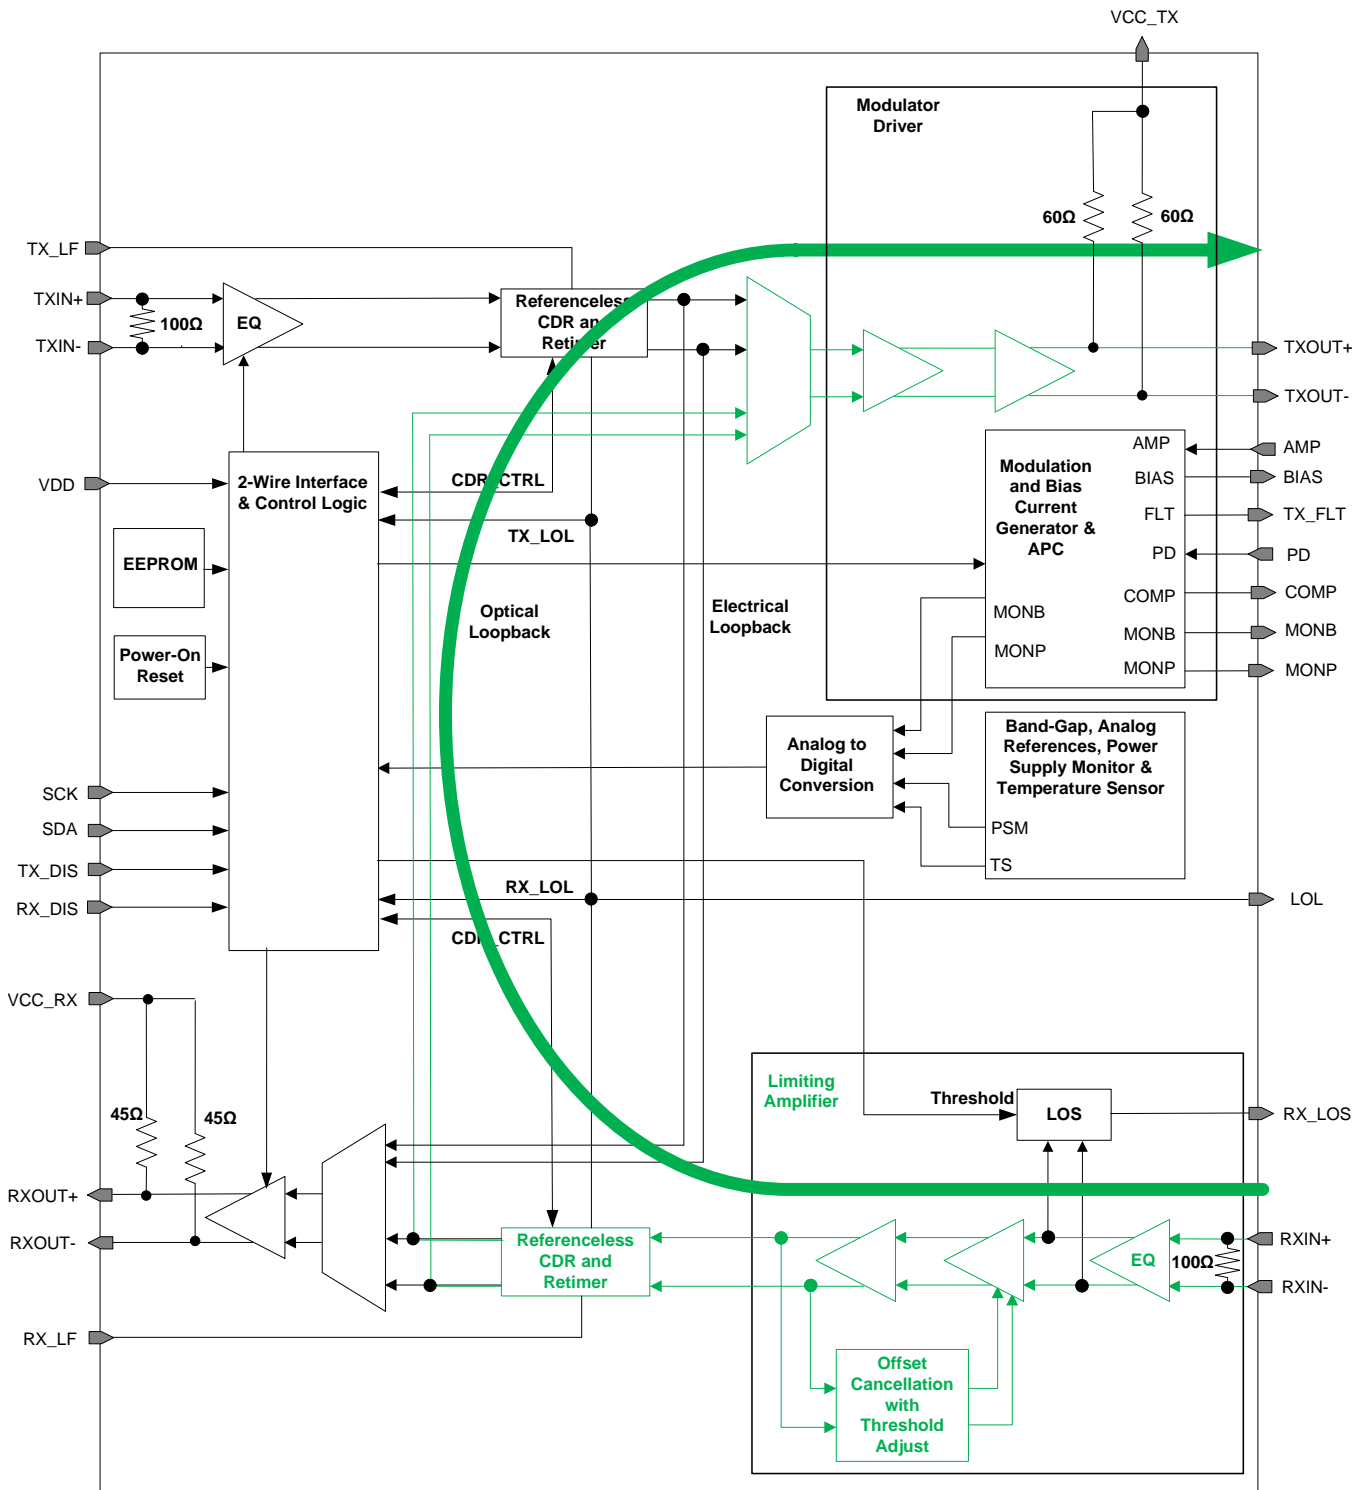 VCC_TX
Modulator
Driver
60Ω
60Ω
TX_LF
TXIN+
100Ω
TXIN-
EQ
Referenceless
CDR and
Retimer
TXOUT+
TXOUT-
VDD
2-Wire Interface
& Control Logic
CDR_CTRL
TX_LOL
EEPROM
Power-On
Reset
Optical
Loopback
Electrical
Loopback
Modulation
and Bias
Current
Generator &
APC
AMP
BIAS
FLT
PD
COMP
MONB
MONP
MONB
MONP
AMP
BIAS
TX_FLT
PD
COMP
MONB
MONP
Analog to
Digital
Conversion
Band-Gap, Analog
References, Power
Supply Monitor &
Temperature Sensor
PSM
TS
SCK
SDA
TX_DIS
RX_DIS
RX_LOL
CDR_CTRL
LOL
VCC_RX
45Ω
45Ω
RXOUT+
RXOUT-
RX_LF
Referenceless
CDR and
Retimer
Limiting
Amplifier
Threshold
LOS
RX_LOS
EQ
100Ω
RXIN+
RXIN-
Offset
Cancellation
with
Threshold
Adjust